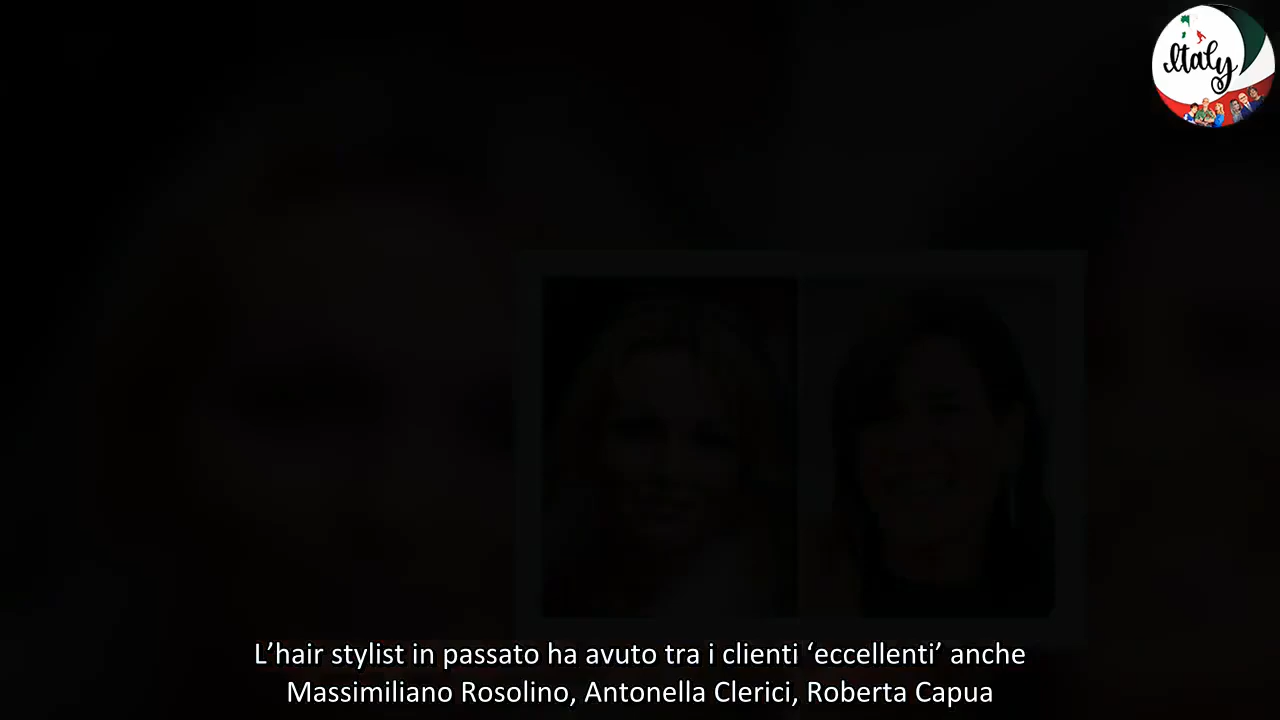 Italy
L’hair stylist in passato ha avuto tra i clienti ‘eccellenti’ anche
Massimiliano Rosolino, Antonella Clerici, Roberta Capua